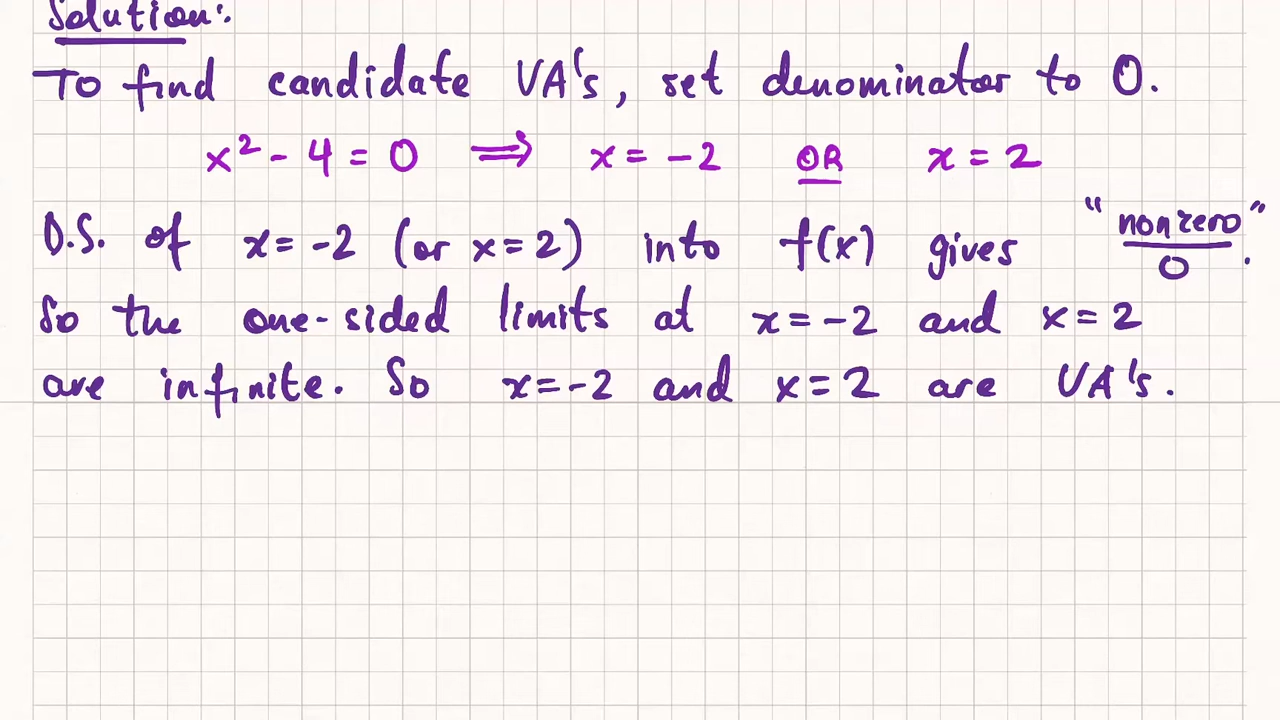 Solution:
To find candidate VA's, set denominator to 0.
x² - 4 = 0 ⟹ x = -2 OR x = 2
D.S. of x = -2 (or x = 2) into f(x) gives "nonzero/0".
So the one-sided limits at x = -2 and x = 2
are infinite. So x = -2 and x = 2 are VA's.